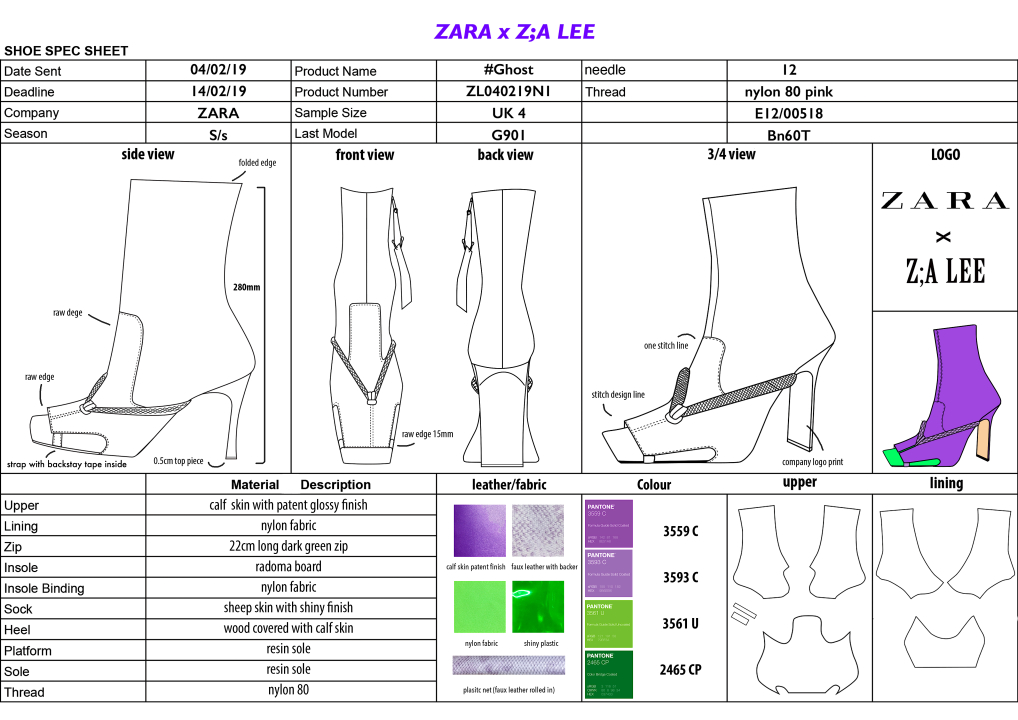 ZARA x Z;A LEE
SHOE SPEC SHEET
Date Sent 04/02/19 Product Name #Ghost needle 12
Deadline 14/02/19 Product Number ZL040219N1 Thread nylon 80 pink
Company ZARA Sample Size UK 4 E12/00518
Season S/s Last Model G901 Bn60T
side view
front view
back view
3/4 view
LOGO
folded edge
280mm
raw dege
raw edge
strap with backstay tape inside
0.5cm top piece
raw edge 15mm
one stitch line
stitch design line
company logo print
ZARA
x
Z;A LEE
Material Description
leather/fabric
Colour
upper
lining
Upper calf skin with patent glossy finish
Lining nylon fabric
Zip 22cm long dark green zip
Insole radoma board
Insole Binding nylon fabric
Sock sheep skin with shiny finish
Heel wood covered with calf skin
Platform resin sole
Sole resin sole
Thread nylon 80
calf skin patent finish
faux leather with backer
nylon fabric
shiny plastic
plasitc net (faux leather rolled in)
PANTONE
3559 C
3559 C
PANTONE
3593 C
3593 C
PANTONE
3561 U
3561 U
PANTONE
2465 CP
2465 CP